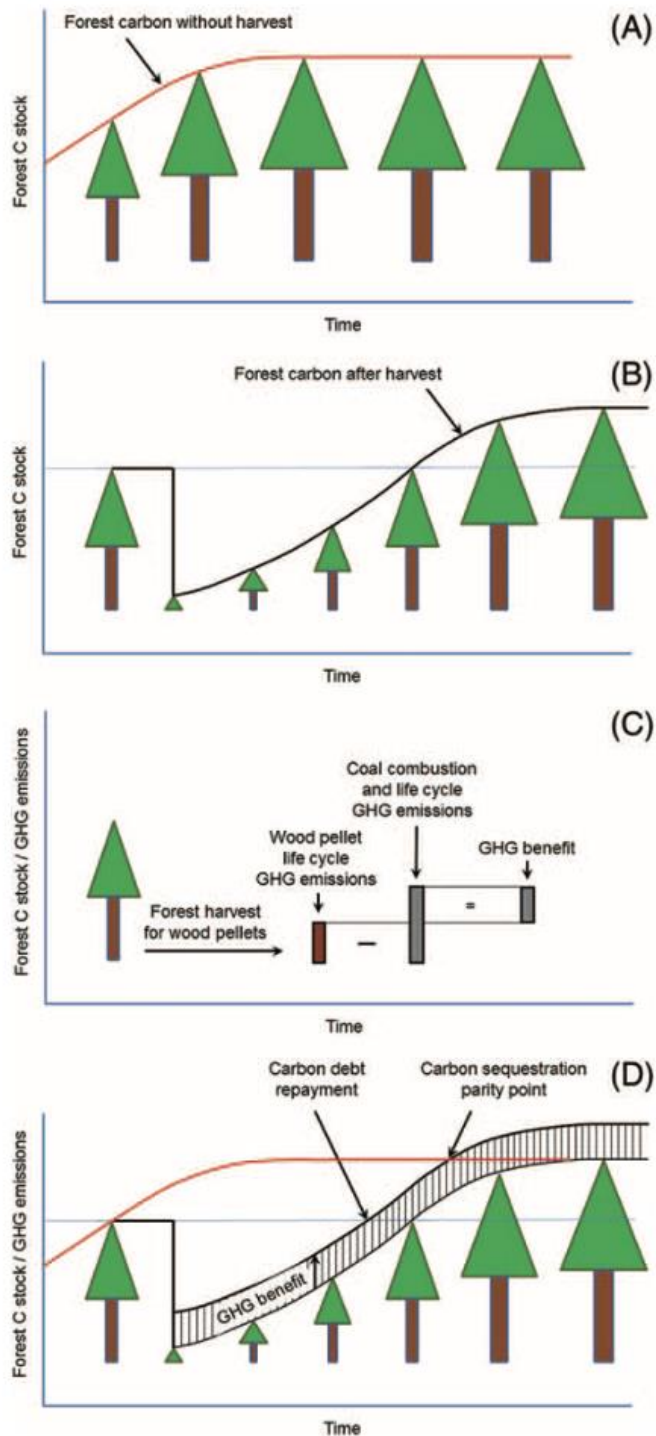 (A)
Forest carbon without harvest
Forest C stock
Time
(B)
Forest carbon after harvest
Forest C stock
Time
(C)
Coal combustion
and life cycle
GHG emissions
Wood pellet
life cycle
GHG emissions
GHG benefit
Forest harvest
for wood pellets
–
=
Forest C stock / GHG emissions
Time
(D)
Carbon debt
repayment
Carbon sequestration
parity point
GHG benefit
Forest C stock / GHG emissions
Time